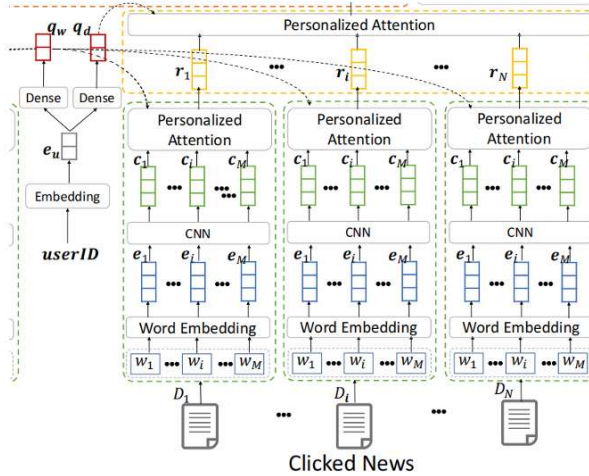 q_w q_d Personalized Attention
r_1 ••• r_i ••• r_N
Dense Dense
Personalized Attention Personalized Attention Personalized Attention
e_u
c_1 c_i c_M c_1 c_i c_M c_1 c_i c_M
••• ••• ••• ••• ••• •••
Embedding
CNN CNN CNN
userID
e_1 e_i e_M e_1 e_i e_M e_1 e_i e_M
••• ••• ••• ••• ••• •••
Word Embedding Word Embedding Word Embedding
w_1 ••• w_i ••• w_M w_1 ••• w_i ••• w_M w_1 ••• w_i ••• w_M
D_1 ••• D_i ••• D_N
Clicked News